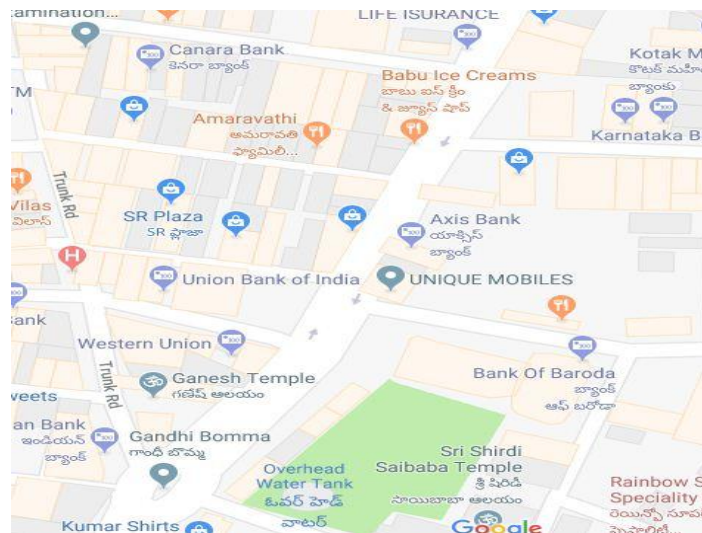 amination...
LIFE ISURANCE
Canara Bank
కెనరా బ్యాంక్
Kotak M
కొటక్ మహీ
బ్యాంకు
Babu Ice Creams
బాబు ఐస్ క్రీం
& జ్యూస్ షాప్
TM
Amaravathi
అమరావతి
ఫ్యామిలీ...
Karnataka B
Trunk Rd
Vilas
విలాస్
SR Plaza
SR ప్లాజా
Axis Bank
యాక్సిస్
బ్యాంక్
Union Bank of India
UNIQUE MOBILES
ank
Western Union
Trunk Rd
Bank Of Baroda
బ్యాంక్
ఆఫ్ బరోడా
Ganesh Temple
గణేష్ ఆలయం
weets
an Bank
ఇండియన్
బ్యాంక్
Gandhi Bomma
గాంధీ బొమ్మ
Sri Shirdi
Saibaba Temple
శ్రీ షిరిడీ
సాయిబాబా ఆలయం
Overhead
Water Tank
ఓవర్ హెడ్
వాటర్
Rainbow S
Speciality
రెయిన్బో సూప
Kumar Shirts
Google